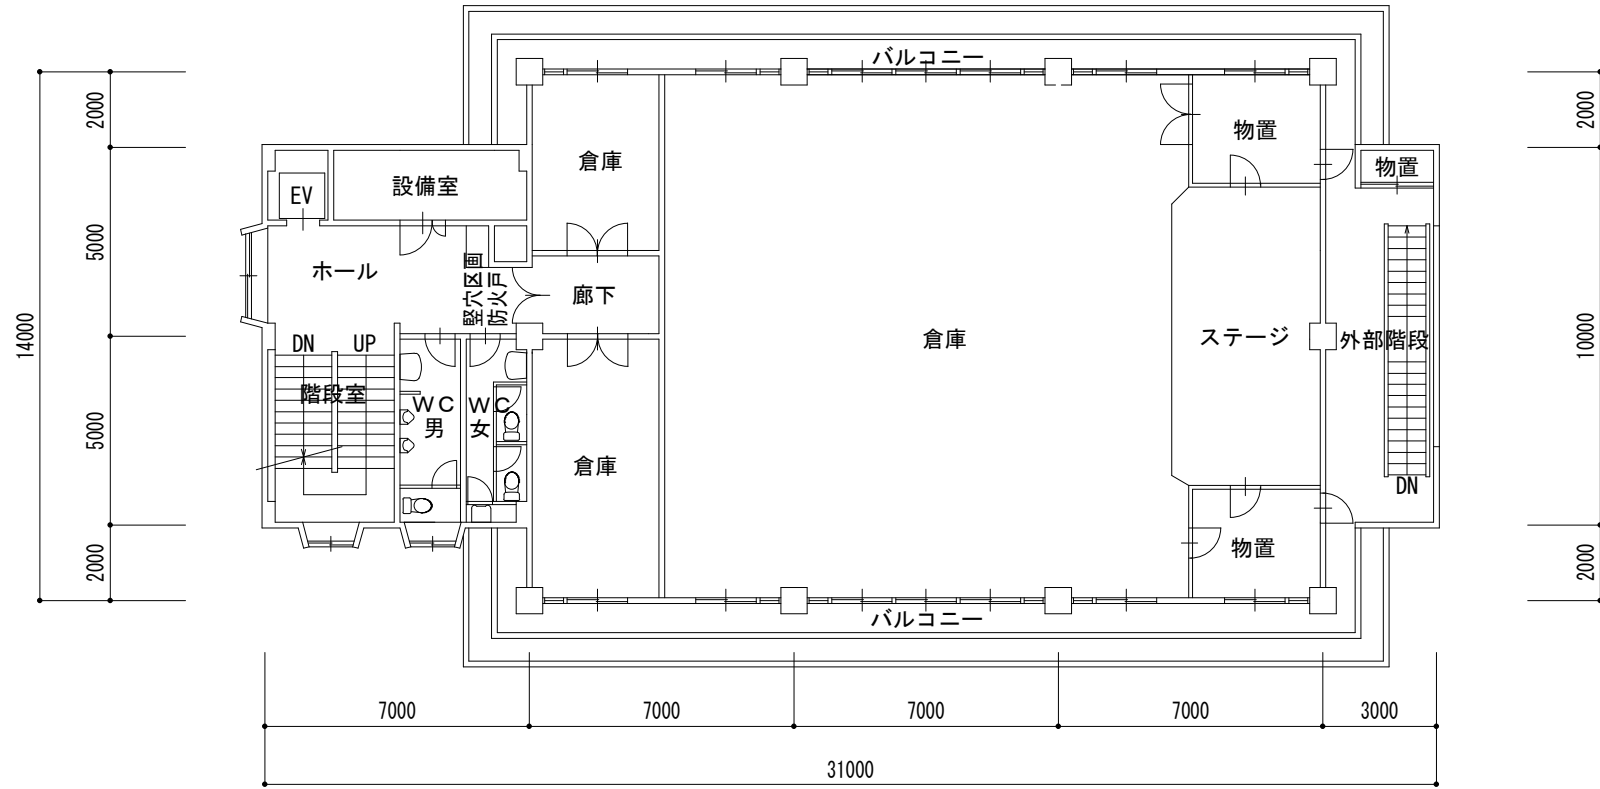 バルコニー
2000
5000
14000
5000
2000
倉庫
物置
物置
設備室
EV
ホール
竪穴区画
防火戸
廊下
DN
UP
階段室
WC
男
WC
女
倉庫
倉庫
ステージ
外部階段
DN
物置
バルコニー
2000
10000
2000
7000
7000
7000
7000
3000
31000